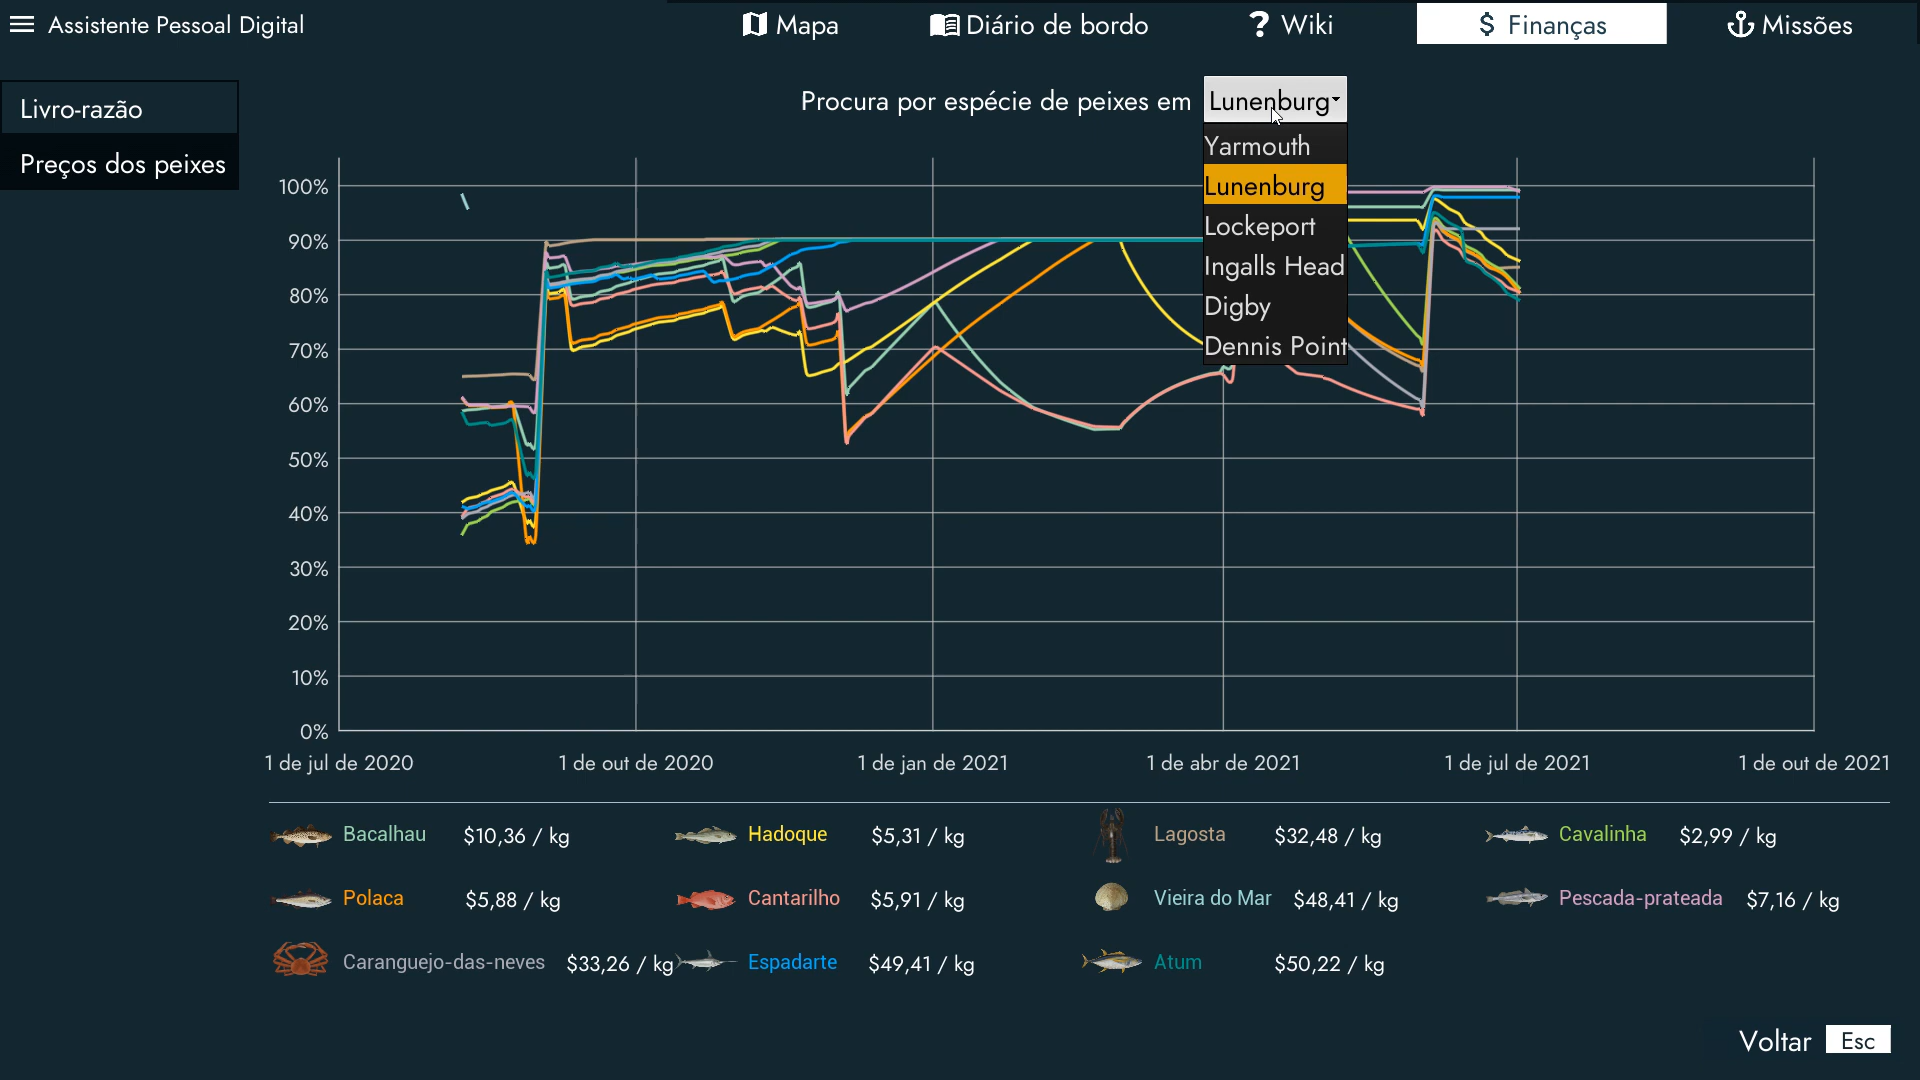 Assistente Pessoal Digital
Mapa
Diário de bordo
? Wiki
$ Finanças
Missões
Livro-razão
Preços dos peixes
Procura por espécie de peixes em
Lunenburg
Yarmouth
Lunenburg
Lockeport
Ingalls Head
Digby
Dennis Point
100%
90%
80%
70%
60%
50%
40%
30%
20%
10%
0%
1 de jul de 2020
1 de out de 2020
1 de jan de 2021
1 de abr de 2021
1 de jul de 2021
1 de out de 2021
Bacalhau $10,36 / kg
Hadoque $5,31 / kg
Lagosta $32,48 / kg
Cavalinha $2,99 / kg
Polaca $5,88 / kg
Cantarilho $5,91 / kg
Vieira do Mar $48,41 / kg
Pescada-prateada $7,16 / kg
Caranguejo-das-neves $33,26 / kg
Espadarte $49,41 / kg
Atum $50,22 / kg
Voltar Esc